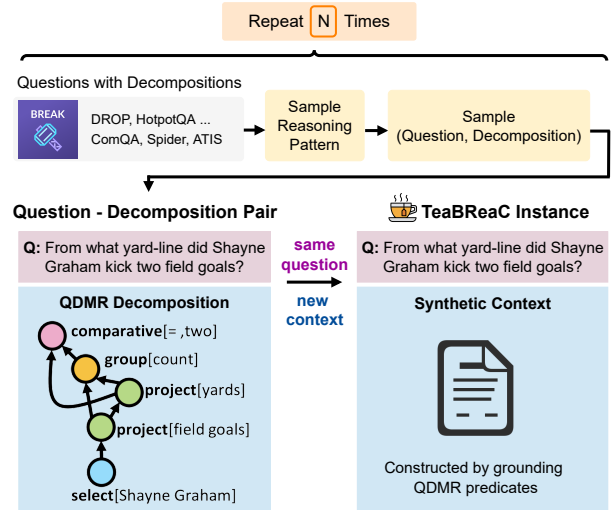 Repeat N Times
Questions with Decompositions
BREAK
DROP, HotpotQA ...
ComQA, Spider, ATIS
Sample
Reasoning
Pattern
Sample
(Question, Decomposition)
Question - Decomposition Pair
TeaBReaC Instance
Q: From what yard-line did Shayne
Graham kick two field goals?
same
question
new
context
Q: From what yard-line did Shayne
Graham kick two field goals?
QDMR Decomposition
comparative[= ,two]
group[count]
project[yards]
project[field goals]
select[Shayne Graham]
Synthetic Context
Constructed by grounding
QDMR predicates